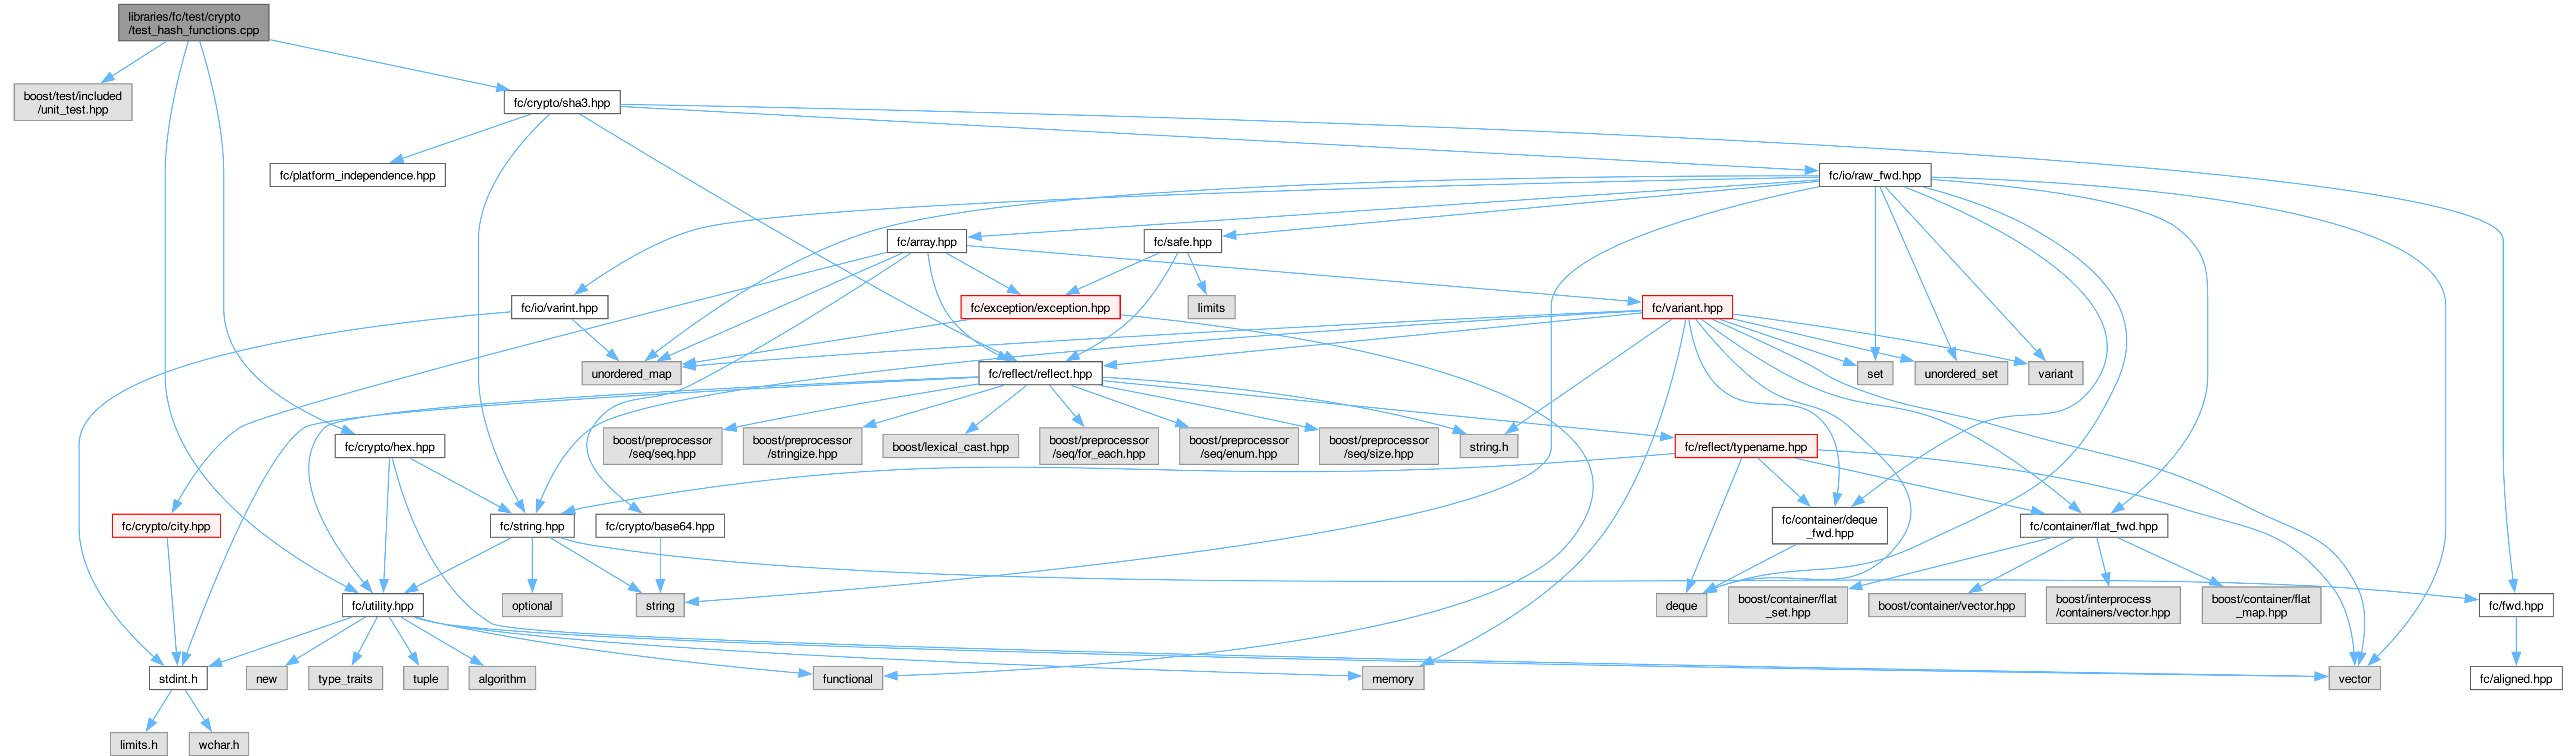 libraries/fc/test/crypto
/test_hash_functions.cpp
boost/test/included
/unit_test.hpp
fc/crypto/sha3.hpp
fc/platform_independence.hpp
fc/io/raw_fwd.hpp
fc/array.hpp
fc/safe.hpp
fc/io/varint.hpp
fc/exception/exception.hpp
limits
fc/variant.hpp
unordered_map
fc/reflect/reflect.hpp
set
unordered_set
variant
fc/crypto/hex.hpp
boost/preprocessor
/seq/seq.hpp
boost/preprocessor
/stringize.hpp
boost/lexical_cast.hpp
boost/preprocessor
/seq/for_each.hpp
boost/preprocessor
/seq/enum.hpp
boost/preprocessor
/seq/size.hpp
string.h
fc/reflect/typename.hpp
fc/crypto/city.hpp
fc/string.hpp
fc/crypto/base64.hpp
fc/container/deque
_fwd.hpp
fc/container/flat_fwd.hpp
fc/utility.hpp
optional
string
deque
boost/container/flat
_set.hpp
boost/container/vector.hpp
boost/interprocess
/containers/vector.hpp
boost/container/flat
_map.hpp
fc/fwd.hpp
stdint.h
new
type_traits
tuple
algorithm
functional
memory
vector
fc/aligned.hpp
limits.h
wchar.h